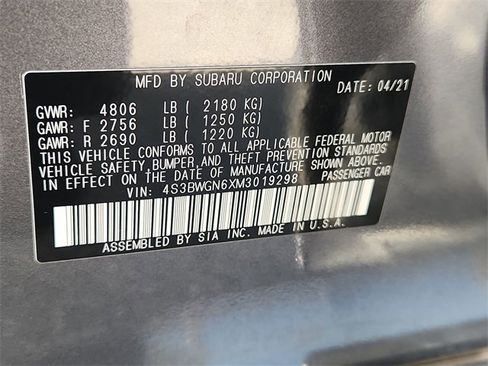 MFD BY SUBARU CORPORATION DATE: 04/21
GVWR: 4806 LB ( 2180 KG)
GAWR: F 2756 LB ( 1250 KG)
GAWR: R 2690 LB ( 1220 KG)
THIS VEHICLE CONFORMS TO ALL APPLICABLE FEDERAL MOTOR
VEHICLE SAFETY, BUMPER, AND THEFT PREVENTION STANDARDS
IN EFFECT ON THE DATE OF MANUFACTURE SHOWN ABOVE.
VIN: 4S3BWGN6XM3019298 PASSENGER CAR
ASSEMBLED BY SIA INC. MADE IN U.S.A.